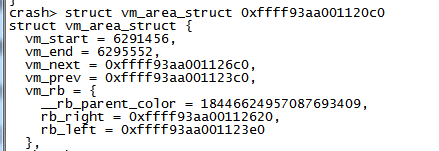 crash> struct vm_area_struct 0xffff93aa001120c0
struct vm_area_struct {
  vm_start = 6291456,
  vm_end = 6295552,
  vm_next = 0xffff93aa001126c0,
  vm_prev = 0xffff93aa001123c0,
  vm_rb = {
    __rb_parent_color = 18446624957087693409,
    rb_right = 0xffff93aa00112620,
    rb_left = 0xffff93aa001123e0
  },